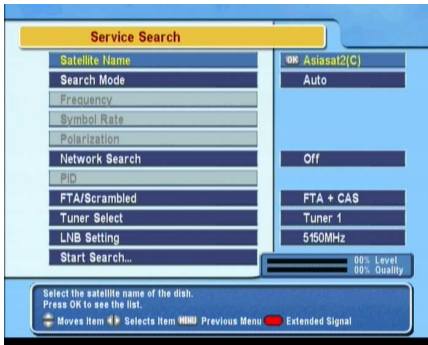 Service Search
Satellite Name OK Asiasat2(C)
Search Mode Auto
Frequency
Symbol Rate
Polarization
Network Search Off
PID
FTA/Scrambled FTA + CAS
Tuner Select Tuner 1
LNB Setting 5150MHz
Start Search...
00% Level
00% Quality
Select the satellite name of the dish.
Press OK to see the list.
Moves Item Selects Item MENU Previous Menu Extended Signal